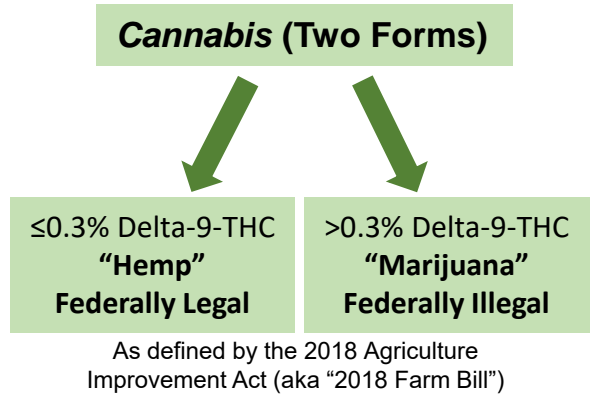 Cannabis (Two Forms)
≤0.3% Delta-9-THC
“Hemp”
Federally Legal
>0.3% Delta-9-THC
“Marijuana”
Federally Illegal
As defined by the 2018 Agriculture
Improvement Act (aka “2018 Farm Bill”)